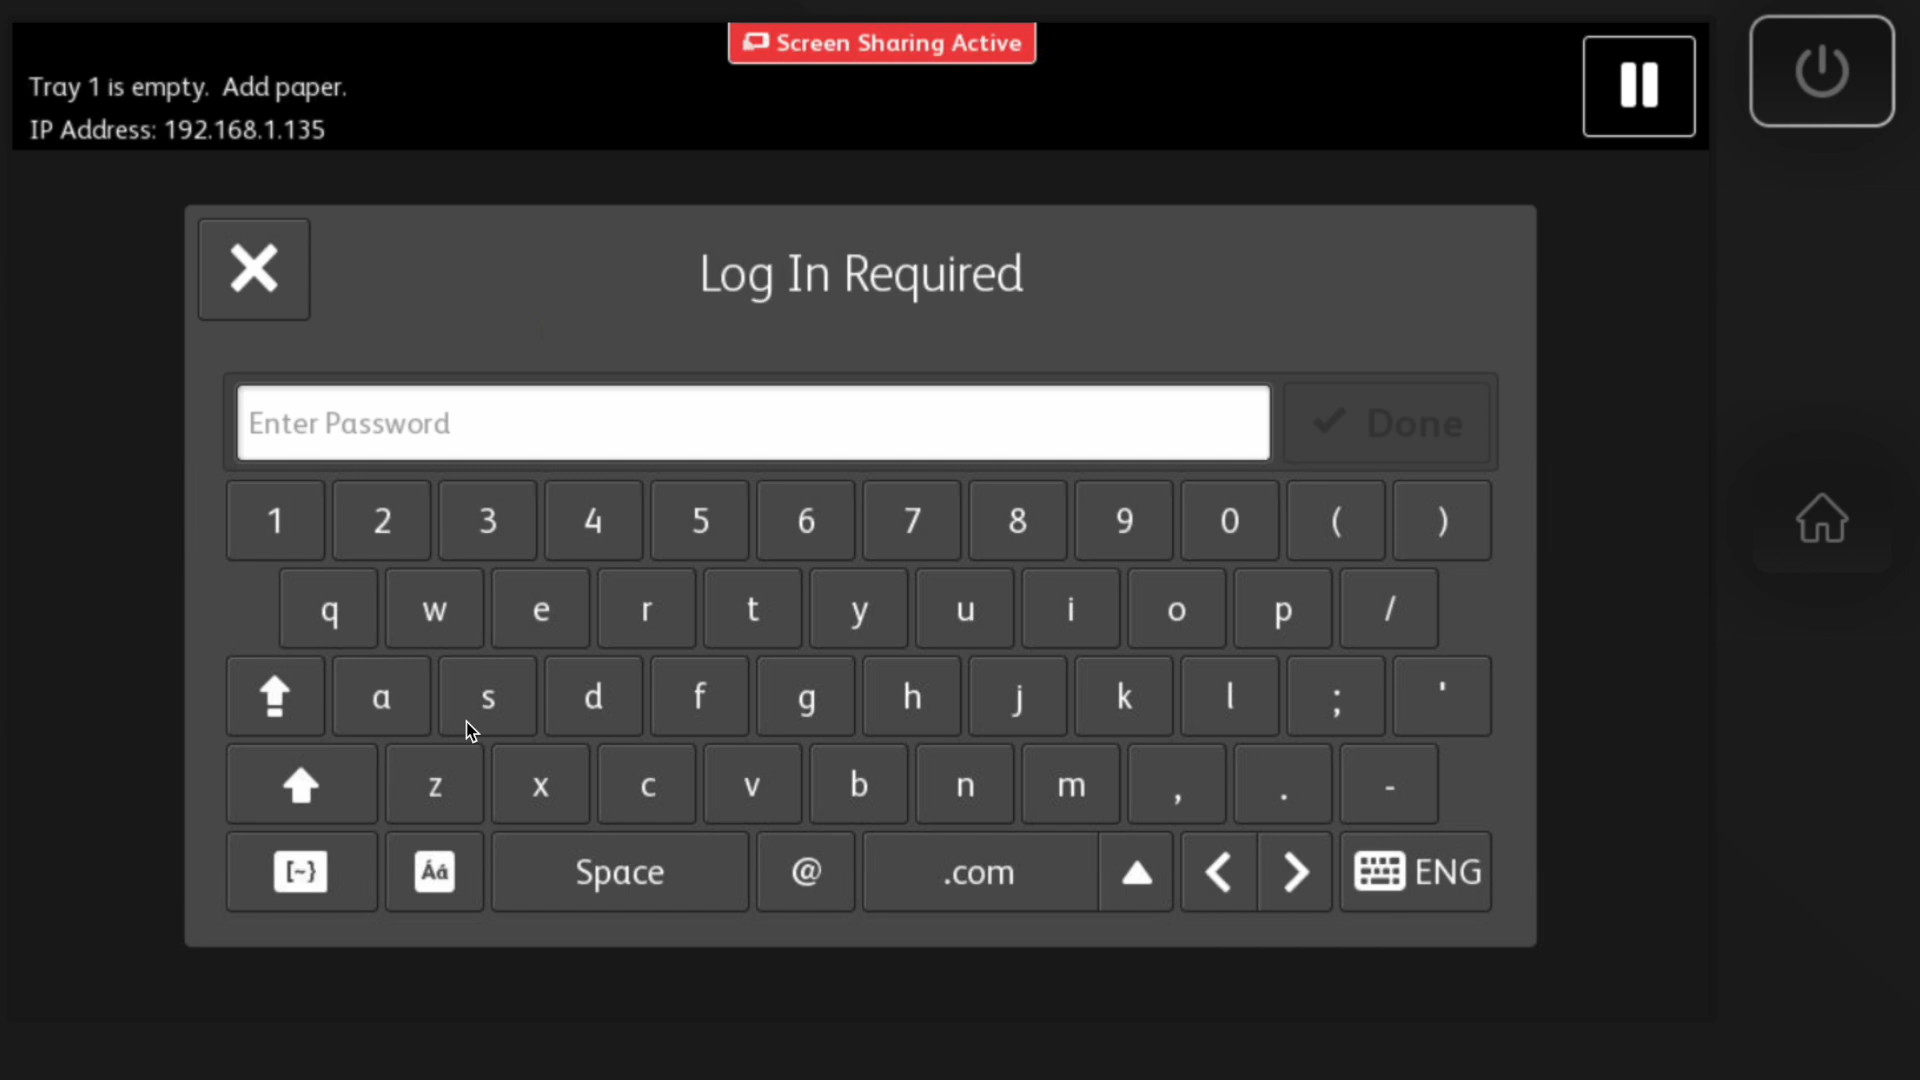 Screen Sharing Active
Tray 1 is empty. Add paper.
IP Address: 192.168.1.135
Log In Required
Enter Password
Done
1 2 3 4 5 6 7 8 9 0 ( )
q w e r t y u i o p /
a s d f g h j k l ; '
z x c v b n m , . -
[~} Áá Space @ .com ENG